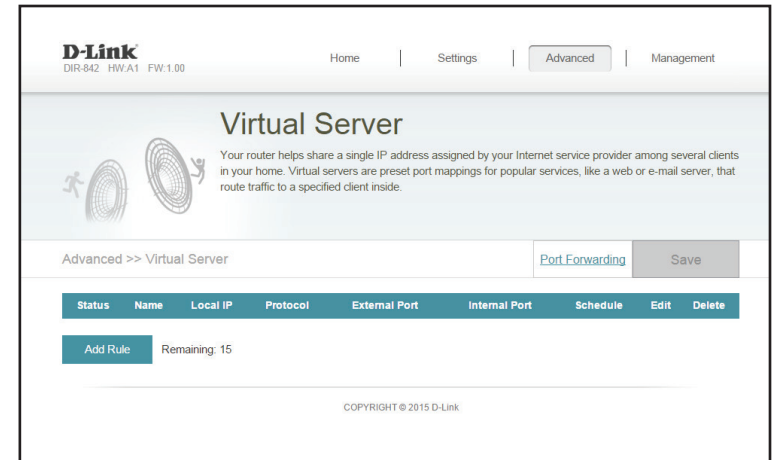 D-Link
DIR-842 HW:A1 FW:1.00
Home | Settings | Advanced | Management
Virtual Server
Your router helps share a single IP address assigned by your Internet service provider among several clients
in your home. Virtual servers are preset port mappings for popular services, like a web or e-mail server, that
route traffic to a specified client inside.
Advanced >> Virtual Server
Port Forwarding
Save
Status Name Local IP Protocol External Port Internal Port Schedule Edit Delete
Add Rule Remaining: 15
COPYRIGHT © 2015 D-Link